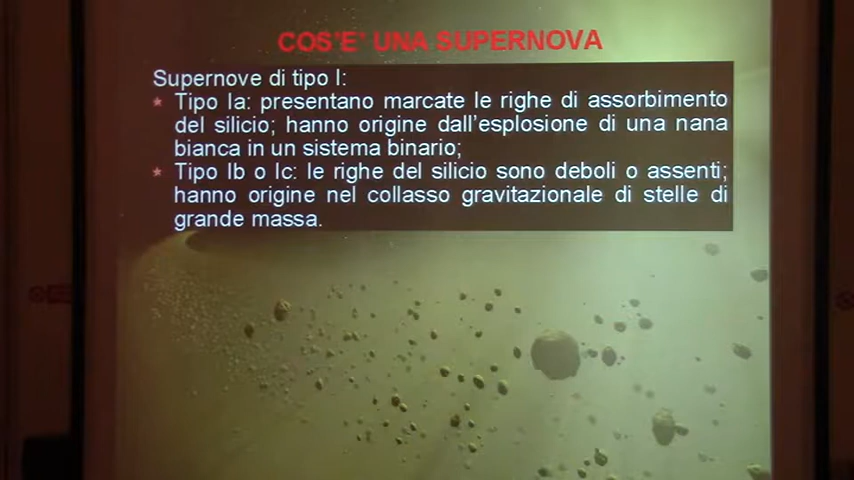 COS'E' UNA SUPERNOVA
Supernove di tipo I:
Tipo Ia: presentano marcate le righe di assorbimento
del silicio; hanno origine dall'esplosione di una nana
bianca in un sistema binario;
Tipo Ib o Ic: le righe del silicio sono deboli o assenti;
hanno origine nel collasso gravitazionale di stelle di
grande massa.